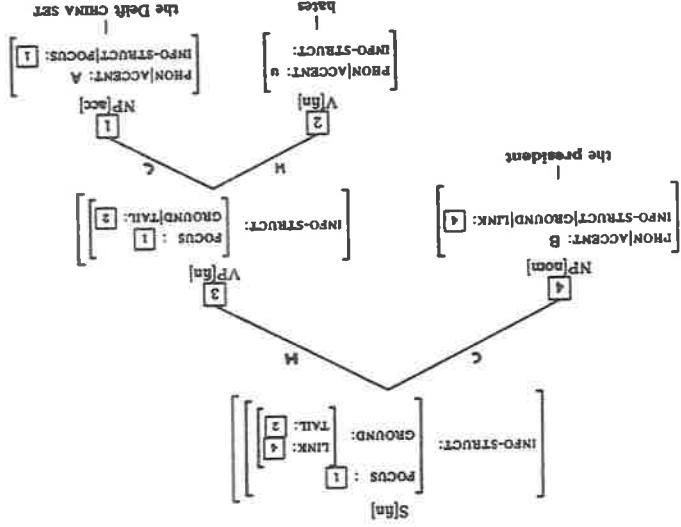 S[fin]
FOCUS : 1
LINK: 4
INFO-STRUCT: GROUND:
TAIL: 2
C H
4 3
NP[nom] VP[fin]
PHON|ACCENT: B
INFO-STRUCT|GROUND|LINK: 4
the president
FOCUS : 1
INFO-STRUCT:
GROUND|TAIL: 2
H C
2 1
V[fin] NP[acc]
PHON|ACCENT: u
INFO-STRUCT:
hates
PHON|ACCENT: A
INFO-STRUCT|FOCUS: 1
the Delft CHINA SET